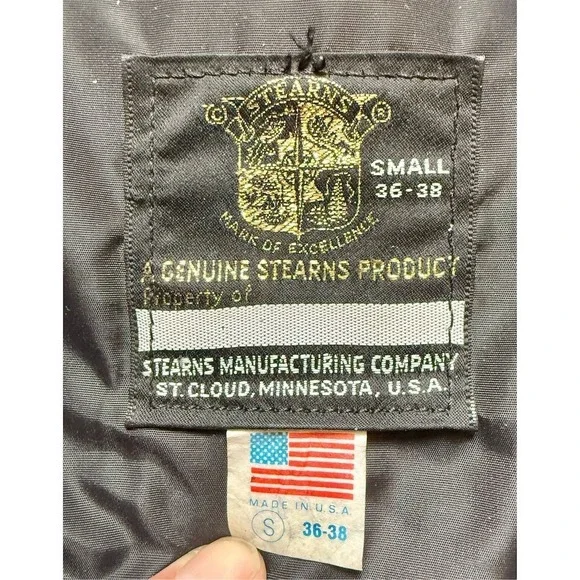 © STEARNS ®
MARK OF EXCELLENCE
SMALL
36-38
A GENUINE STEARNS PRODUCT
Property of
STEARNS MANUFACTURING COMPANY
ST. CLOUD, MINNESOTA, U.S.A.
MADE IN U.S.A
S 36-38